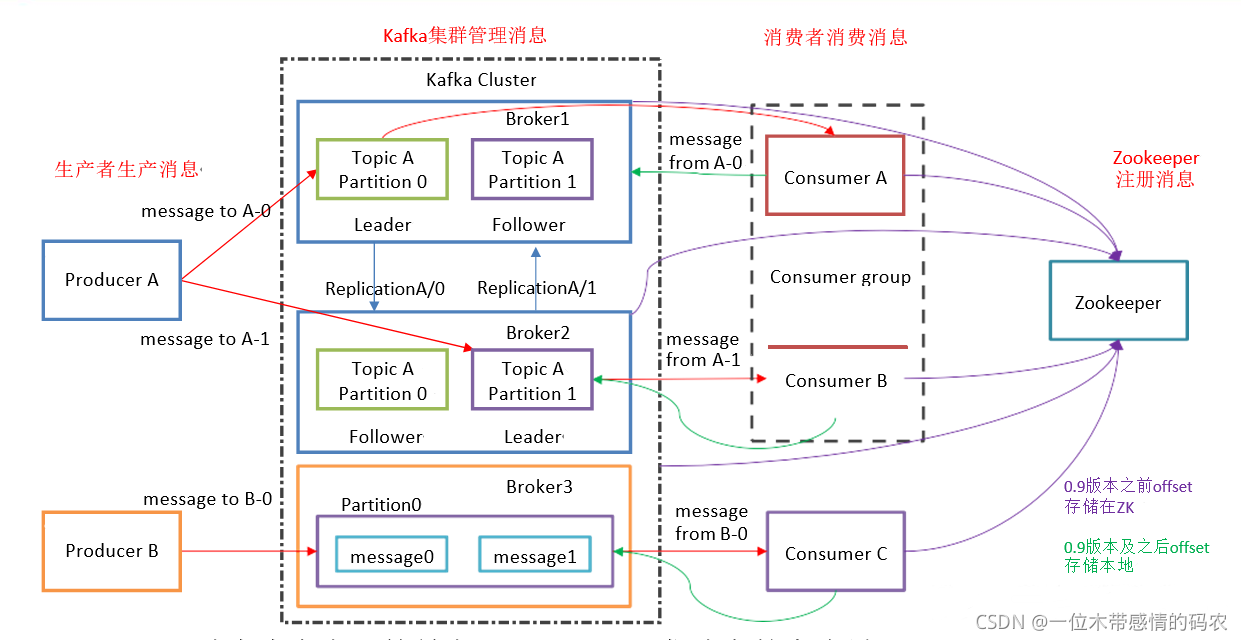 Kafka集群管理消息
消费者消费消息
Kafka Cluster
Broker1
Topic A
Partition 0
Topic A
Partition 1
Leader
Follower
生产者生产消息
message to A-0
Producer A
message to A-1
ReplicationA/0
ReplicationA/1
Broker2
Topic A
Partition 0
Topic A
Partition 1
Follower
Leader
message to B-0
Producer B
Broker3
Partition0
message0
message1
message
from A-0
Consumer A
Consumer group
message
from A-1
Consumer B
message
from B-0
Consumer C
Zookeeper
注册消息
Zookeeper
0.9版本之前offset
存储在ZK
0.9版本及之后offset
存储本地
CSDN @一位木带感情的码农